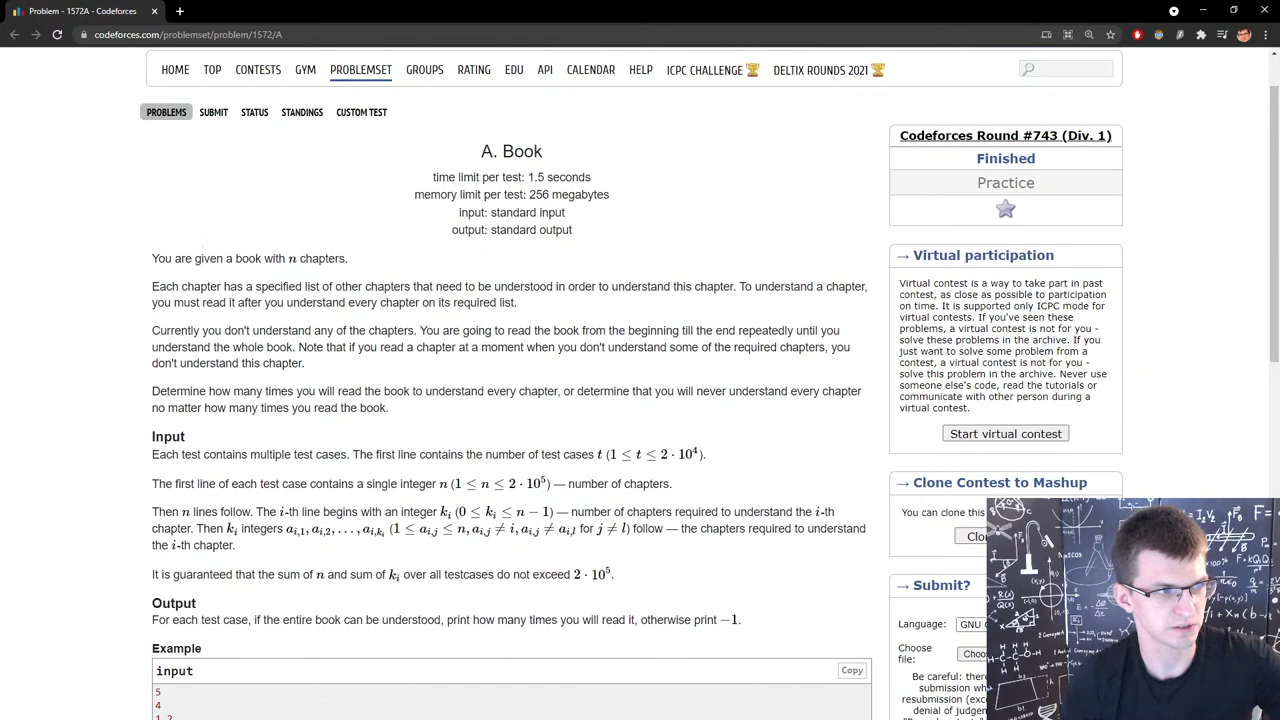 Problem - 1572A - Codeforces
codeforces.com/problemset/problem/1572/A
HOME TOP CONTESTS GYM PROBLEMSET GROUPS RATING EDU API CALENDAR HELP ICPC CHALLENGE DELTIX ROUNDS 2021
PROBLEMS SUBMIT STATUS STANDINGS CUSTOM TEST
A. Book
time limit per test: 1.5 seconds
memory limit per test: 256 megabytes
input: standard input
output: standard output
You are given a book with n chapters.
Each chapter has a specified list of other chapters that need to be understood in order to understand this chapter. To understand a chapter,
you must read it after you understand every chapter on its required list.
Currently you don't understand any of the chapters. You are going to read the book from the beginning till the end repeatedly until you
understand the whole book. Note that if you read a chapter at a moment when you don't understand some of the required chapters, you
don't understand this chapter.
Determine how many times you will read the book to understand every chapter, or determine that you will never understand every chapter
no matter how many times you read the book.
Input
Each test contains multiple test cases. The first line contains the number of test cases t (1 ≤ t ≤ 2 · 10⁴).
The first line of each test case contains a single integer n (1 ≤ n ≤ 2 · 10⁵) — number of chapters.
Then n lines follow. The i-th line begins with an integer kᵢ (0 ≤ kᵢ ≤ n − 1) — number of chapters required to understand the i-th
chapter. Then kᵢ integers aᵢ,₁, aᵢ,₂, . . . , aᵢ,ₖᵢ (1 ≤ aᵢ,ⱼ ≤ n, aᵢ,ⱼ ≠ i, aᵢ,ⱼ ≠ aᵢ,ₗ for j ≠ l) follow — the chapters required to understand
the i-th chapter.
It is guaranteed that the sum of n and sum of kᵢ over all testcases do not exceed 2 · 10⁵.
Output
For each test case, if the entire book can be understood, print how many times you will read it, otherwise print −1.
Example
input
Copy
5
4
1 2
Codeforces Round #743 (Div. 1)
Finished
Practice
→ Virtual participation
Virtual contest is a way to take part in past
contest, as close as possible to participation
on time. It is supported only ICPC mode for
virtual contests. If you've seen these
problems, a virtual contest is not for you -
solve these problems in the archive. If you
just want to solve some problem from a
contest, a virtual contest is not for you -
solve this problem in the archive. Never use
someone else's code, read the tutorials or
communicate with other person during a
virtual contest.
Start virtual contest
→ Clone Contest to Mashup
You can clone this
→ Submit?
Language: GNU
Choose
file:
Be careful: there
submission
resubmission
denial of